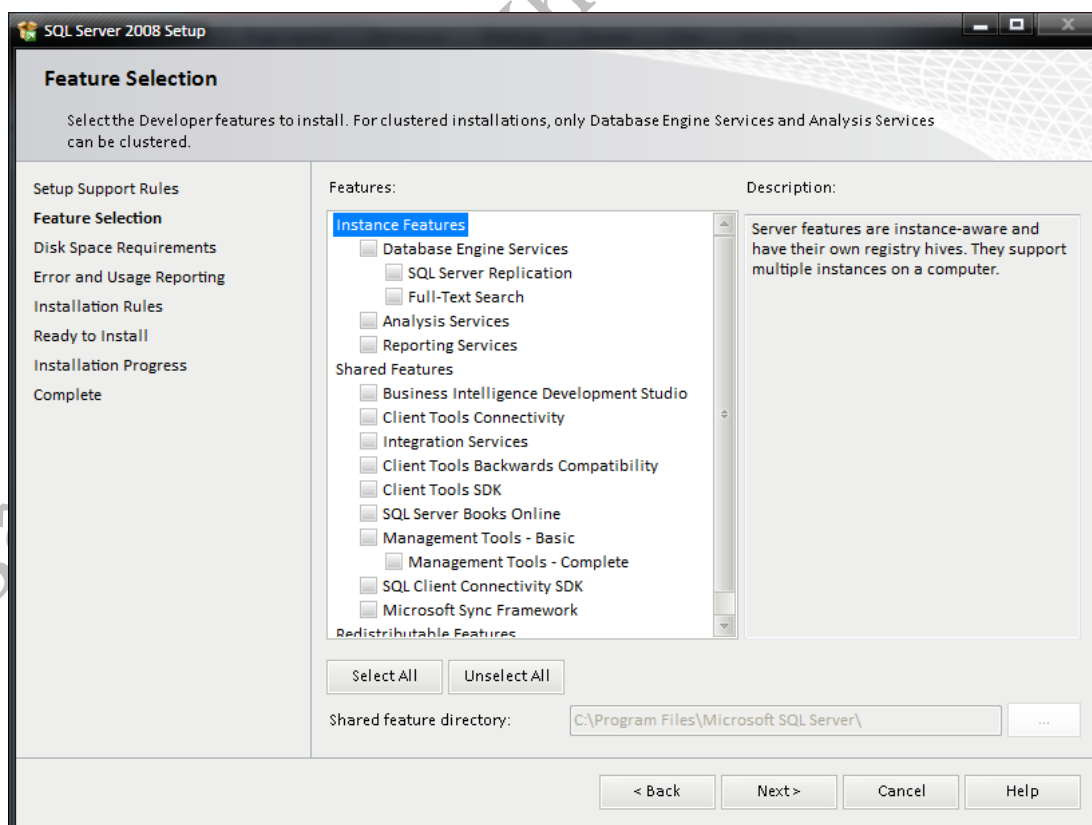 SQL Server 2008 Setup
Feature Selection
Select the Developer features to install. For clustered installations, only Database Engine Services and Analysis Services
can be clustered.
Setup Support Rules
Feature Selection
Disk Space Requirements
Error and Usage Reporting
Installation Rules
Ready to Install
Installation Progress
Complete
Features:
Instance Features
Database Engine Services
SQL Server Replication
Full-Text Search
Analysis Services
Reporting Services
Shared Features
Business Intelligence Development Studio
Client Tools Connectivity
Integration Services
Client Tools Backwards Compatibility
Client Tools SDK
SQL Server Books Online
Management Tools - Basic
Management Tools - Complete
SQL Client Connectivity SDK
Microsoft Sync Framework
Redistributable Features
Description:
Server features are instance-aware and
have their own registry hives. They support
multiple instances on a computer.
Select All
Unselect All
Shared feature directory:
C:\Program Files\Microsoft SQL Server\
...
< Back
Next >
Cancel
Help